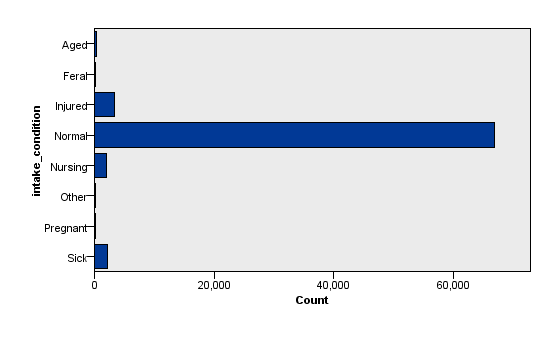 intake_condition
Aged
Feral
Injured
Normal
Nursing
Other
Pregnant
Sick
0 20,000 40,000 60,000
Count